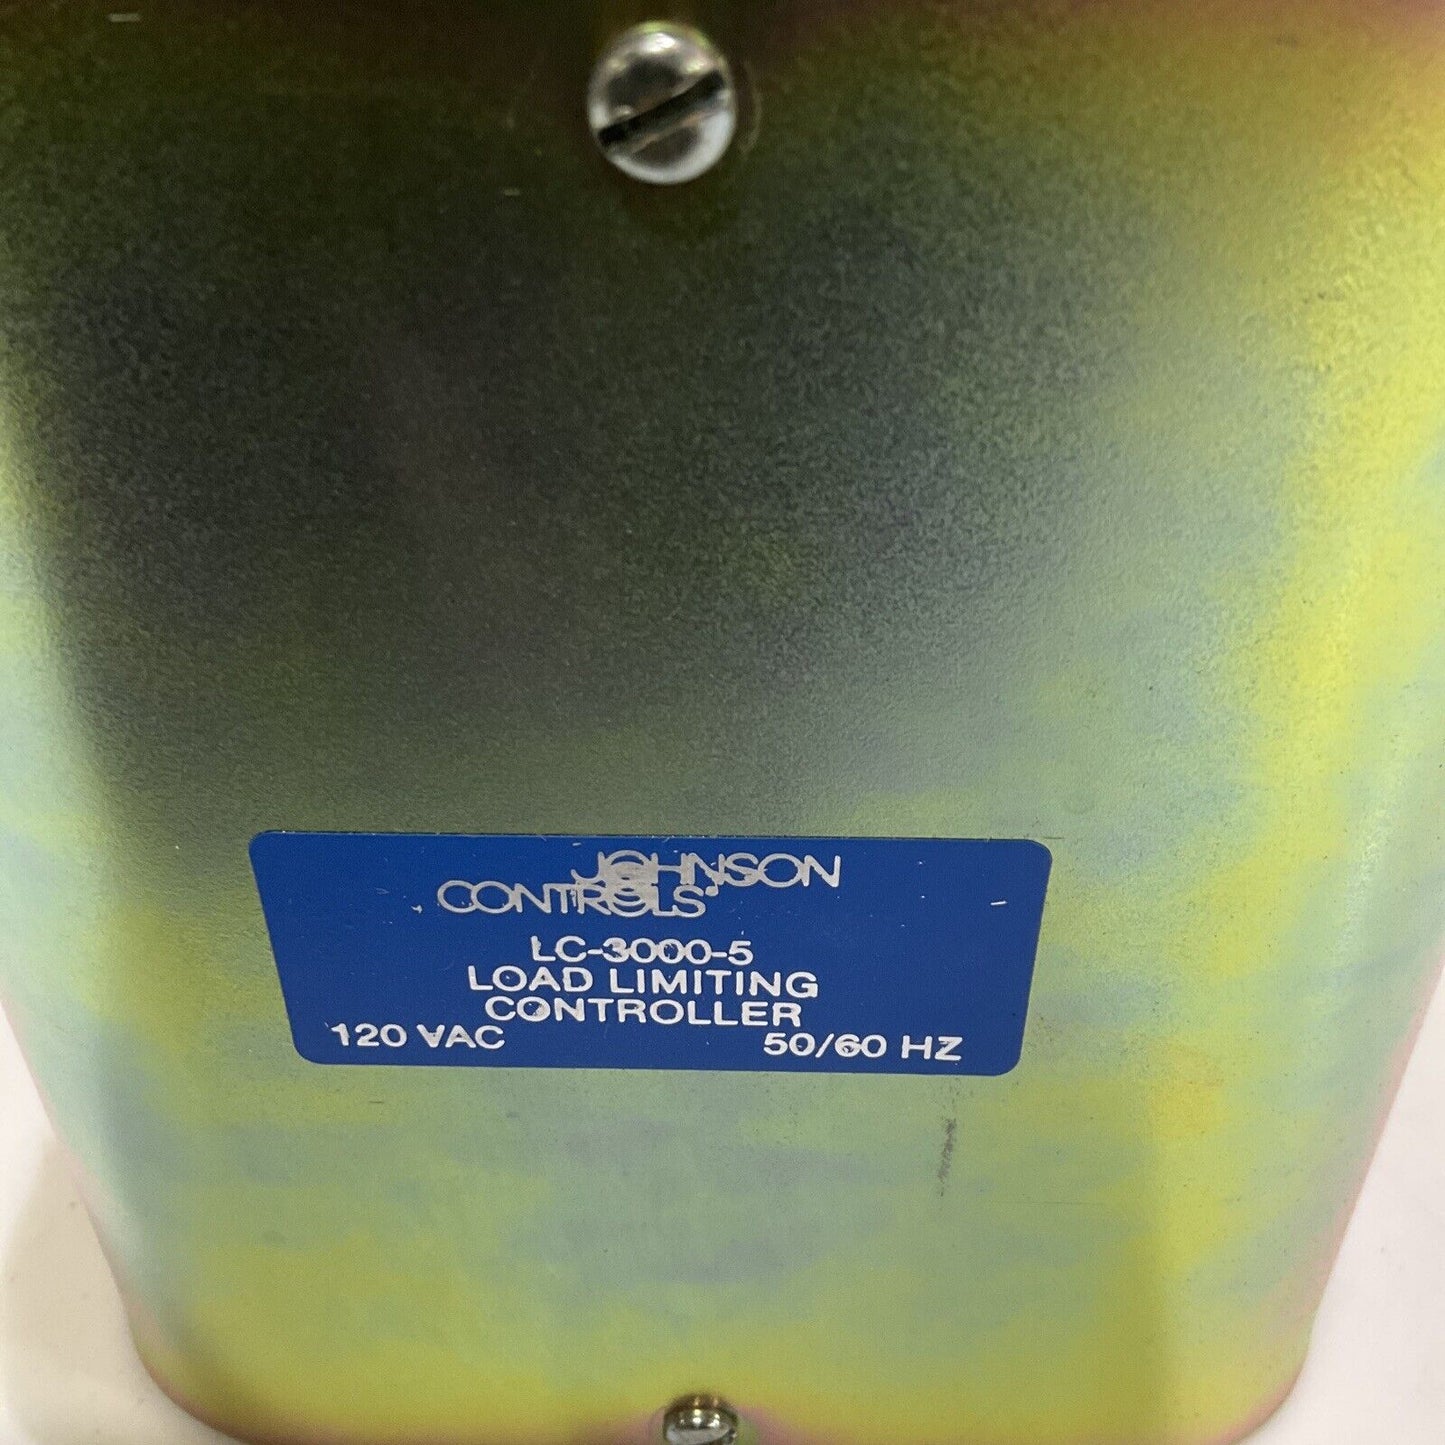 JOHNSON
CONTROLS
LC-3000-5
LOAD LIMITING
CONTROLLER
120 VAC 50/60 HZ